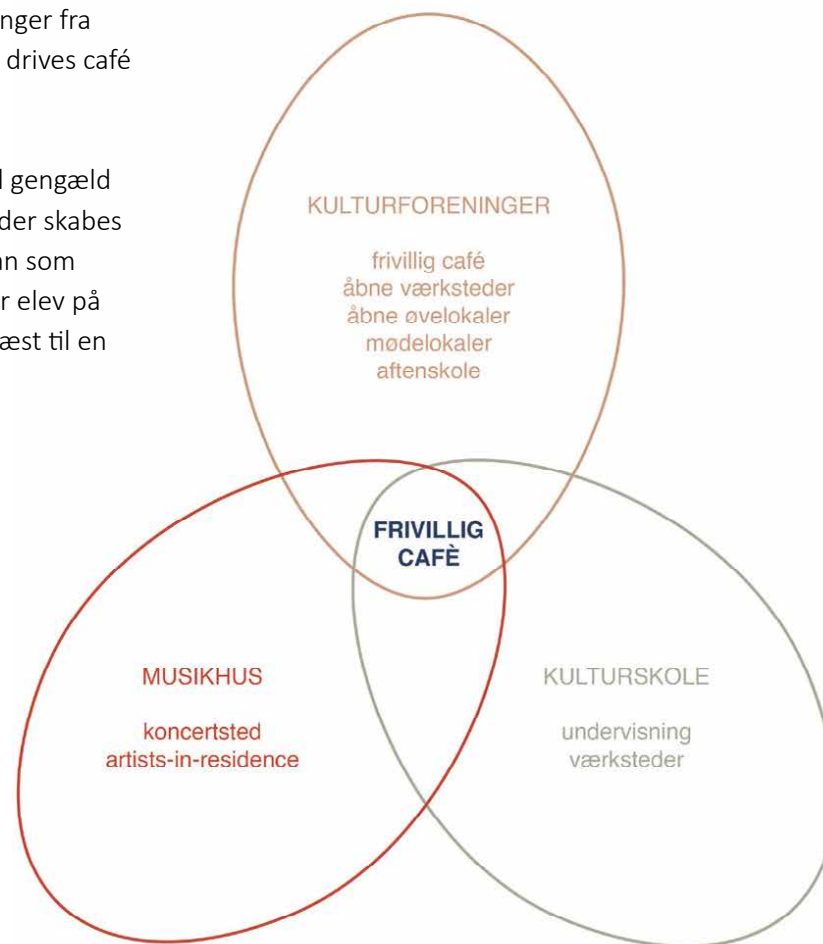 nger fra
drives café
gengæld
der skabes
n som
r elev på
æst til en
KULTURFORENINGER
frivillig café
åbne værksteder
åbne øvelokaler
mødelokaler
aftenskole
FRIVILLIG
CAFÈ
MUSIKHUS
koncertsted
artists-in-residence
KULTURSKOLE
undervisning
værksteder